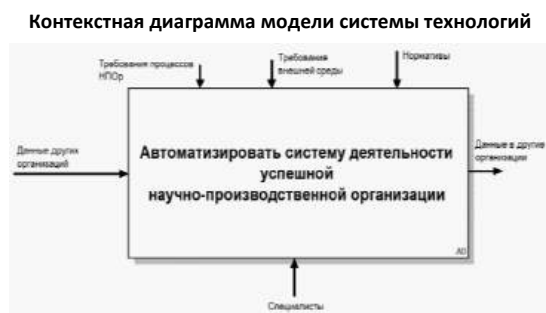 Контекстная диаграмма модели системы технологий
Требования процессов
НПОр
Требования
внешней среды
Нормативы
Данные других
организаций
Автоматизировать систему деятельности
успешной
научно-производственной организации
Данные в другие
организации
A0
Специалисты